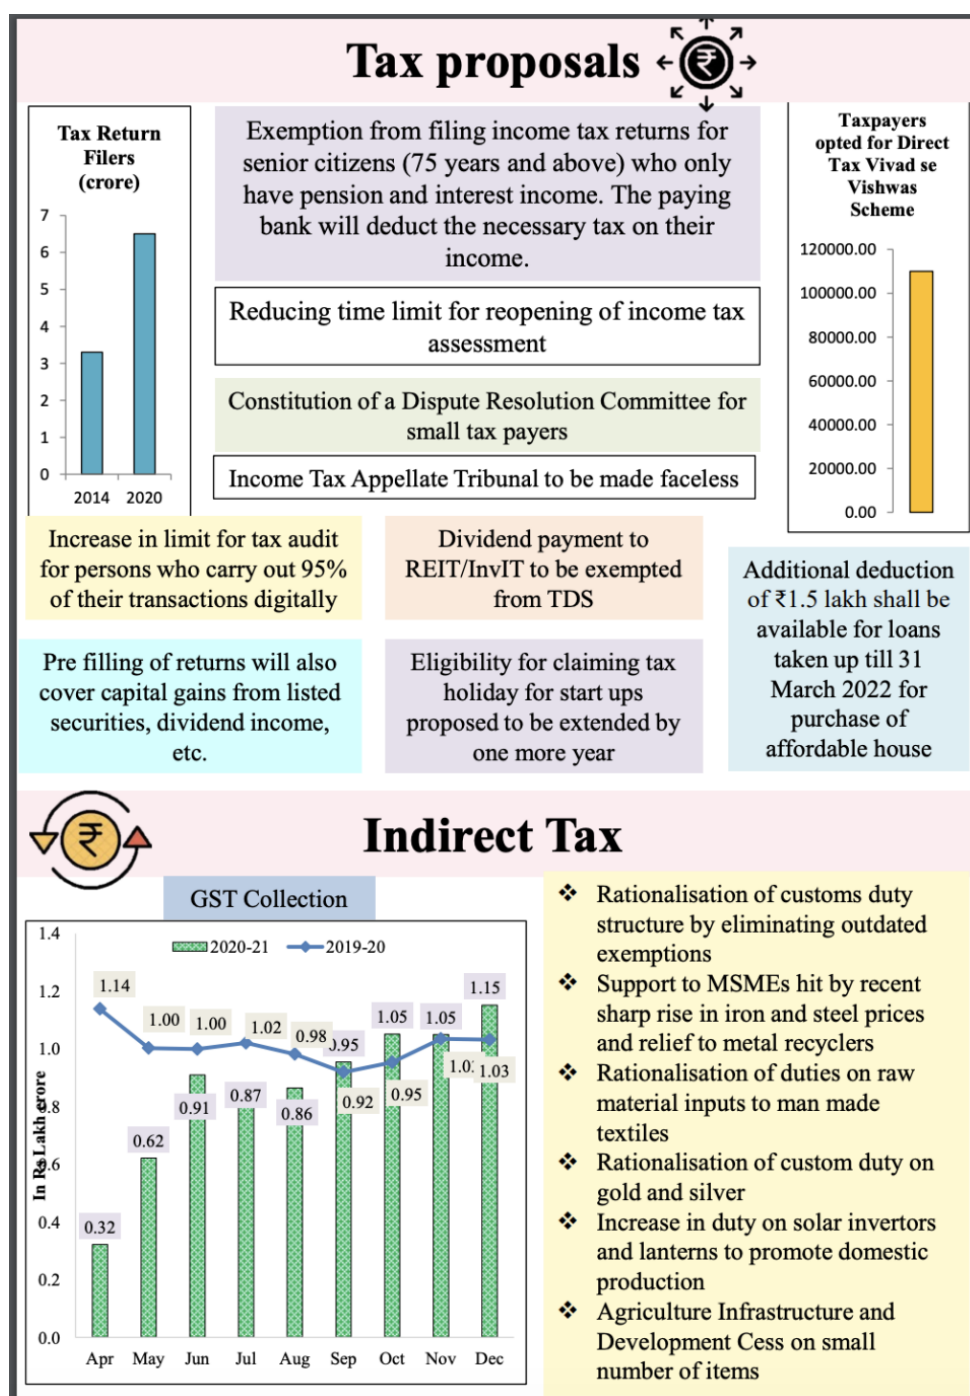 Tax proposals
Tax Return
Filers
(crore)
7
6
5
4
3
2
1
0
2014 2020
Exemption from filing income tax returns for
senior citizens (75 years and above) who only
have pension and interest income. The paying
bank will deduct the necessary tax on their
income.
Reducing time limit for reopening of income tax
assessment
Constitution of a Dispute Resolution Committee for
small tax payers
Income Tax Appellate Tribunal to be made faceless
Taxpayers
opted for Direct
Tax Vivad se
Vishwas
Scheme
120000.00
100000.00
80000.00
60000.00
40000.00
20000.00
0.00
Increase in limit for tax audit
for persons who carry out 95%
of their transactions digitally
Dividend payment to
REIT/InvIT to be exempted
from TDS
Additional deduction
of ₹1.5 lakh shall be
available for loans
taken up till 31
March 2022 for
purchase of
affordable house
Pre filling of returns will also
cover capital gains from listed
securities, dividend income,
etc.
Eligibility for claiming tax
holiday for start ups
proposed to be extended by
one more year
₹
Indirect Tax
GST Collection
In Rs Lakh crore
1.4
1.2
1.0
0.8
0.6
0.4
0.2
0.0
2020-21 2019-20
1.14
1.00
1.00
1.02
0.98
0.92
0.95
1.03
0.32
0.62
0.91
0.87
0.86
0.95
1.05
1.05
1.15
Apr May Jun Jul Aug Sep Oct Nov Dec
❖ Rationalisation of customs duty
structure by eliminating outdated
exemptions
❖ Support to MSMEs hit by recent
sharp rise in iron and steel prices
and relief to metal recyclers
❖ Rationalisation of duties on raw
material inputs to man made
textiles
❖ Rationalisation of custom duty on
gold and silver
❖ Increase in duty on solar invertors
and lanterns to promote domestic
production
❖ Agriculture Infrastructure and
Development Cess on small
number of items